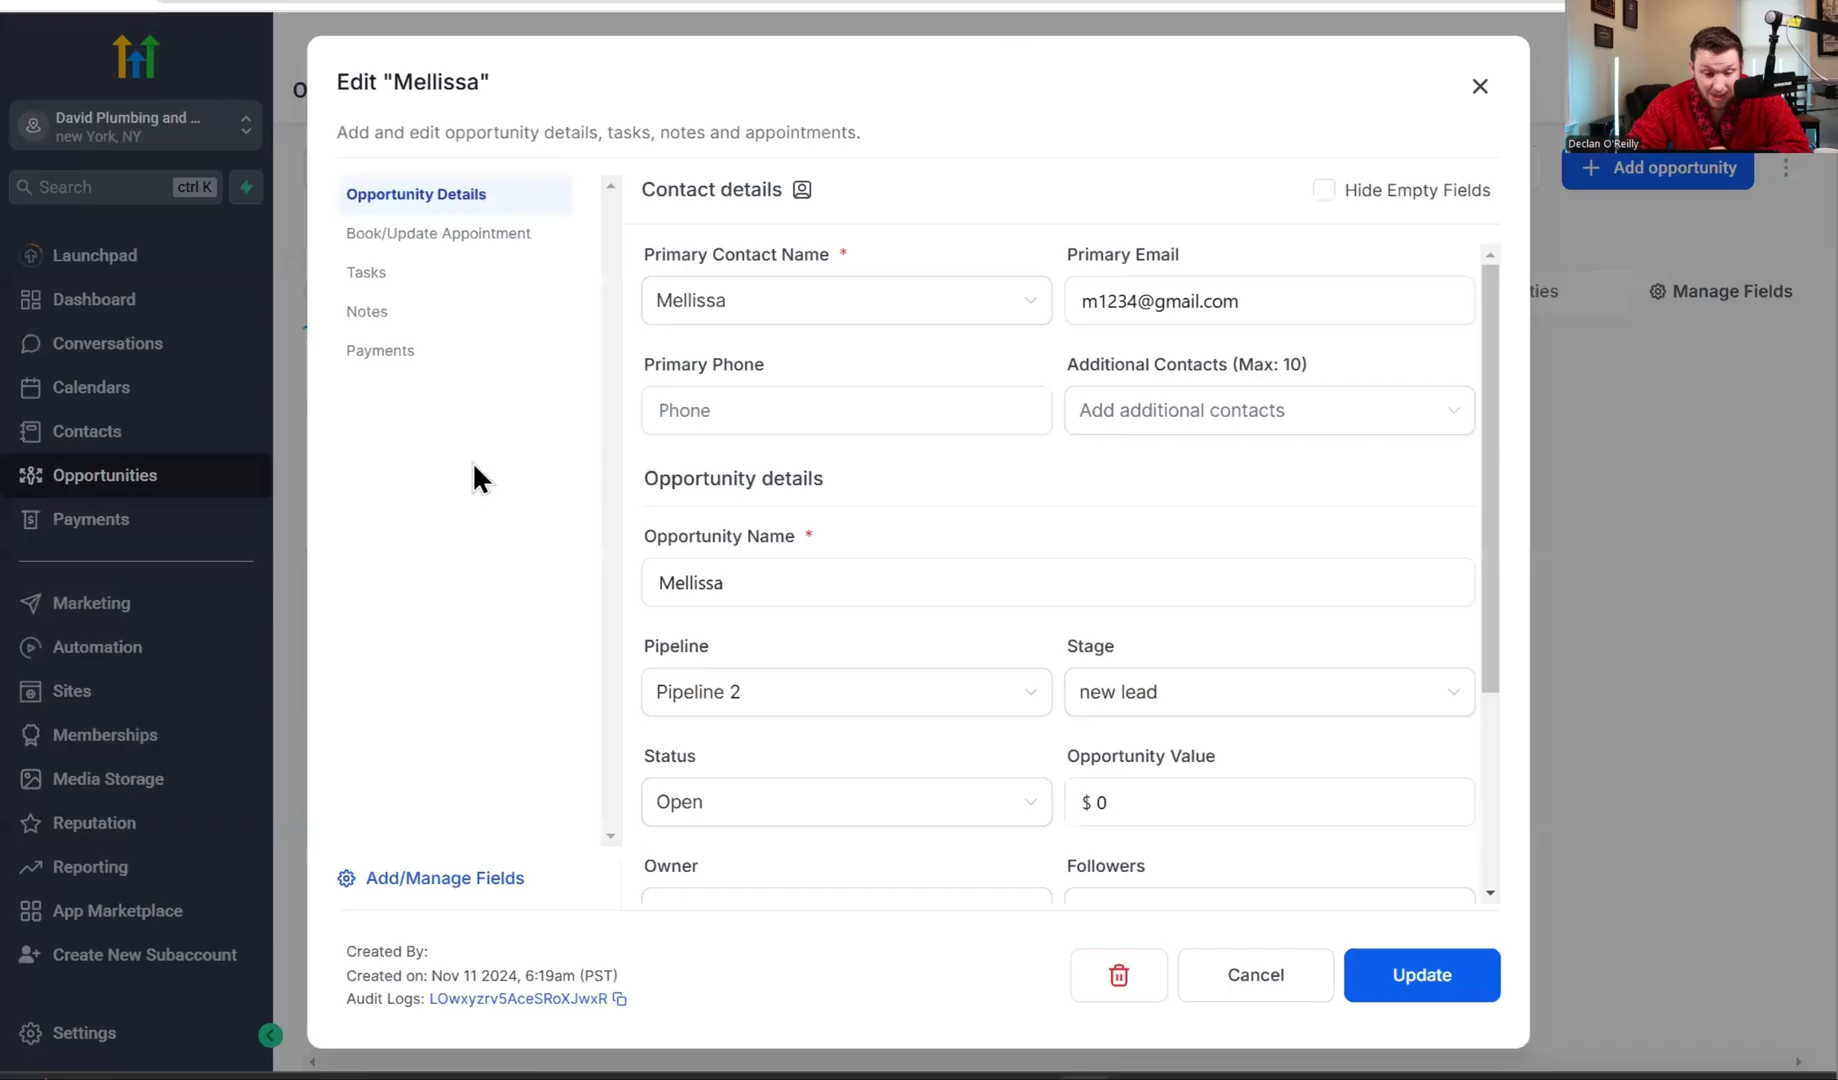 David Plumbing and ...
new York, NY
Search
ctrl K
Launchpad
Dashboard
Conversations
Calendars
Contacts
Opportunities
Payments
Marketing
Automation
Sites
Memberships
Media Storage
Reputation
Reporting
App Marketplace
Create New Subaccount
Settings
O
Edit "Mellissa"
Add and edit opportunity details, tasks, notes and appointments.
Opportunity Details
Book/Update Appointment
Tasks
Notes
Payments
Add/Manage Fields
Contact details
Hide Empty Fields
Primary Contact Name *
Primary Email
Mellissa
m1234@gmail.com
Primary Phone
Additional Contacts (Max: 10)
Phone
Add additional contacts
Opportunity details
Opportunity Name *
Mellissa
Pipeline
Stage
Pipeline 2
new lead
Status
Opportunity Value
Open
$ 0
Owner
Followers
Created By:
Created on: Nov 11 2024, 6:19am (PST)
Audit Logs: LOwxyzrv5AceSRoXJwxR
Cancel
Update
Declan O'Reilly
Add opportunity
ties
Manage Fields